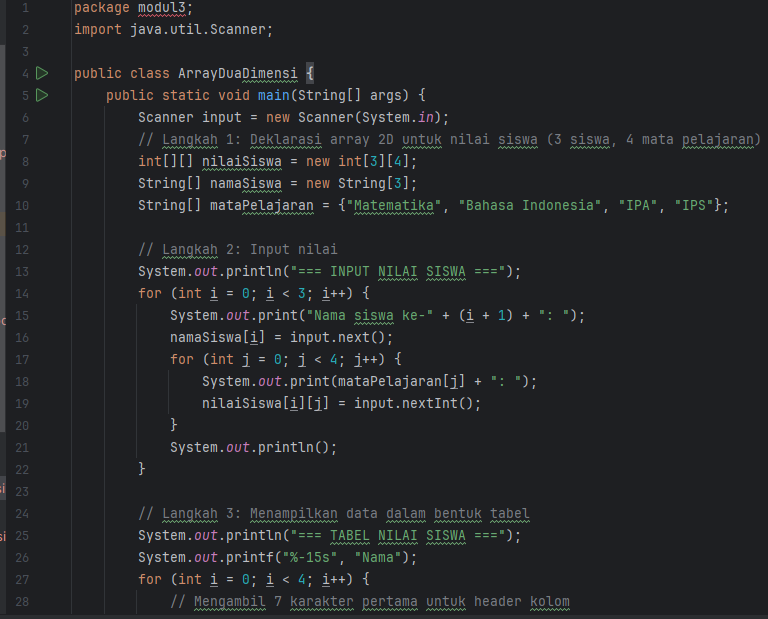 1 package modul3;
2 import java.util.Scanner;
3
4 public class ArrayDuaDimensi {
5     public static void main(String[] args) {
6         Scanner input = new Scanner(System.in);
7         // Langkah 1: Deklarasi array 2D untuk nilai siswa (3 siswa, 4 mata pelajaran)
8         int[][] nilaiSiswa = new int[3][4];
9         String[] namaSiswa = new String[3];
10         String[] mataPelajaran = {"Matematika", "Bahasa Indonesia", "IPA", "IPS"};
11
12         // Langkah 2: Input nilai
13         System.out.println("=== INPUT NILAI SISWA ===");
14         for (int i = 0; i < 3; i++) {
15             System.out.print("Nama siswa ke-" + (i + 1) + ": ");
16             namaSiswa[i] = input.next();
17             for (int j = 0; j < 4; j++) {
18                 System.out.print(mataPelajaran[j] + ": ");
19                 nilaiSiswa[i][j] = input.nextInt();
20             }
21             System.out.println();
22         }
23
24         // Langkah 3: Menampilkan data dalam bentuk tabel
25         System.out.println("=== TABEL NILAI SISWA ===");
26         System.out.printf("%-15s", "Nama");
27         for (int i = 0; i < 4; i++) {
28             // Mengambil 7 karakter pertama untuk header kolom